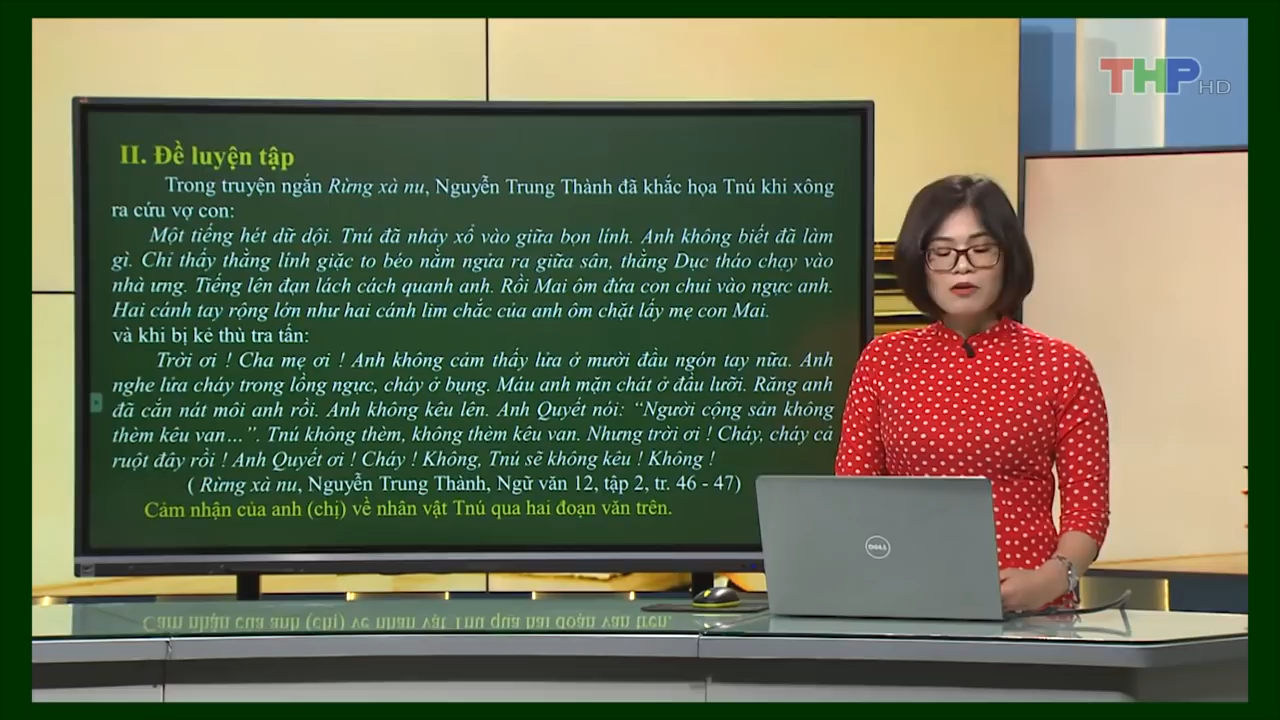 THP HD
II. Đề luyện tập
Trong truyện ngắn Rừng xà nu, Nguyễn Trung Thành đã khắc họa Tnú khi xông
ra cứu vợ con:
Một tiếng hét dữ dội. Tnú đã nhảy xổ vào giữa bọn lính. Anh không biết đã làm
gì. Chỉ thấy thằng lính giặc to béo nằm ngửa ra giữa sân, thằng Dục tháo chạy vào
nhà ưng. Tiếng lên đạn lách cách quanh anh. Rồi Mai ôm đứa con chui vào ngực anh.
Hai cánh tay rộng lớn như hai cánh lim chắc của anh ôm chặt lấy mẹ con Mai.
và khi bị kẻ thù tra tấn:
Trời ơi ! Cha mẹ ơi ! Anh không cảm thấy lửa ở mười đầu ngón tay nữa. Anh
nghe lửa cháy trong lồng ngực, cháy ở bụng. Máu anh mặn chát ở đầu lưỡi. Răng anh
đã cắn nát môi anh rồi. Anh không kêu lên. Anh Quyết nói: “Người cộng sản không
thèm kêu van…”. Tnú không thèm, không thèm kêu van. Nhưng trời ơi ! Cháy, cháy cả
ruột đây rồi ! Anh Quyết ơi ! Cháy ! Không, Tnú sẽ không kêu ! Không !
( Rừng xà nu, Nguyễn Trung Thành, Ngữ văn 12, tập 2, tr. 46 - 47)
Cảm nhận của anh (chị) về nhân vật Tnú qua hai đoạn văn trên.
DELL